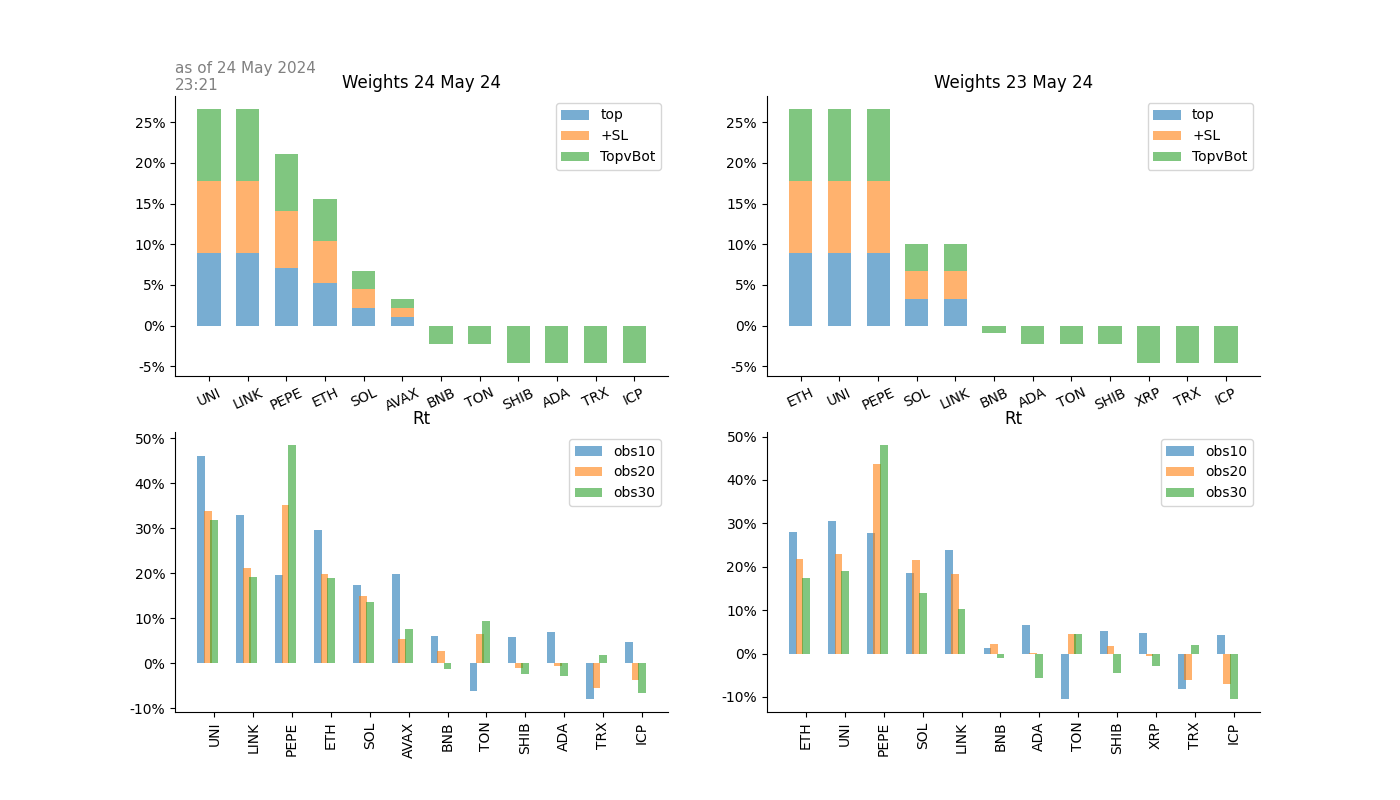 as of 24 May 2024
23:21
Weights 24 May 24
25%
20%
15%
10%
5%
0%
-5%
top
+SL
TopvBot
UNI LINK PEPE ETH SOL AVAX BNB TON SHIB ADA TRX ICP
Weights 23 May 24
25%
20%
15%
10%
5%
0%
-5%
top
+SL
TopvBot
ETH UNI PEPE SOL LINK BNB ADA TON SHIB XRP TRX ICP
Rt
50%
40%
30%
20%
10%
0%
-10%
obs10
obs20
obs30
UNI LINK PEPE ETH SOL AVAX BNB TON SHIB ADA TRX ICP
Rt
50%
40%
30%
20%
10%
0%
-10%
obs10
obs20
obs30
ETH UNI PEPE SOL LINK BNB ADA TON SHIB XRP TRX ICP